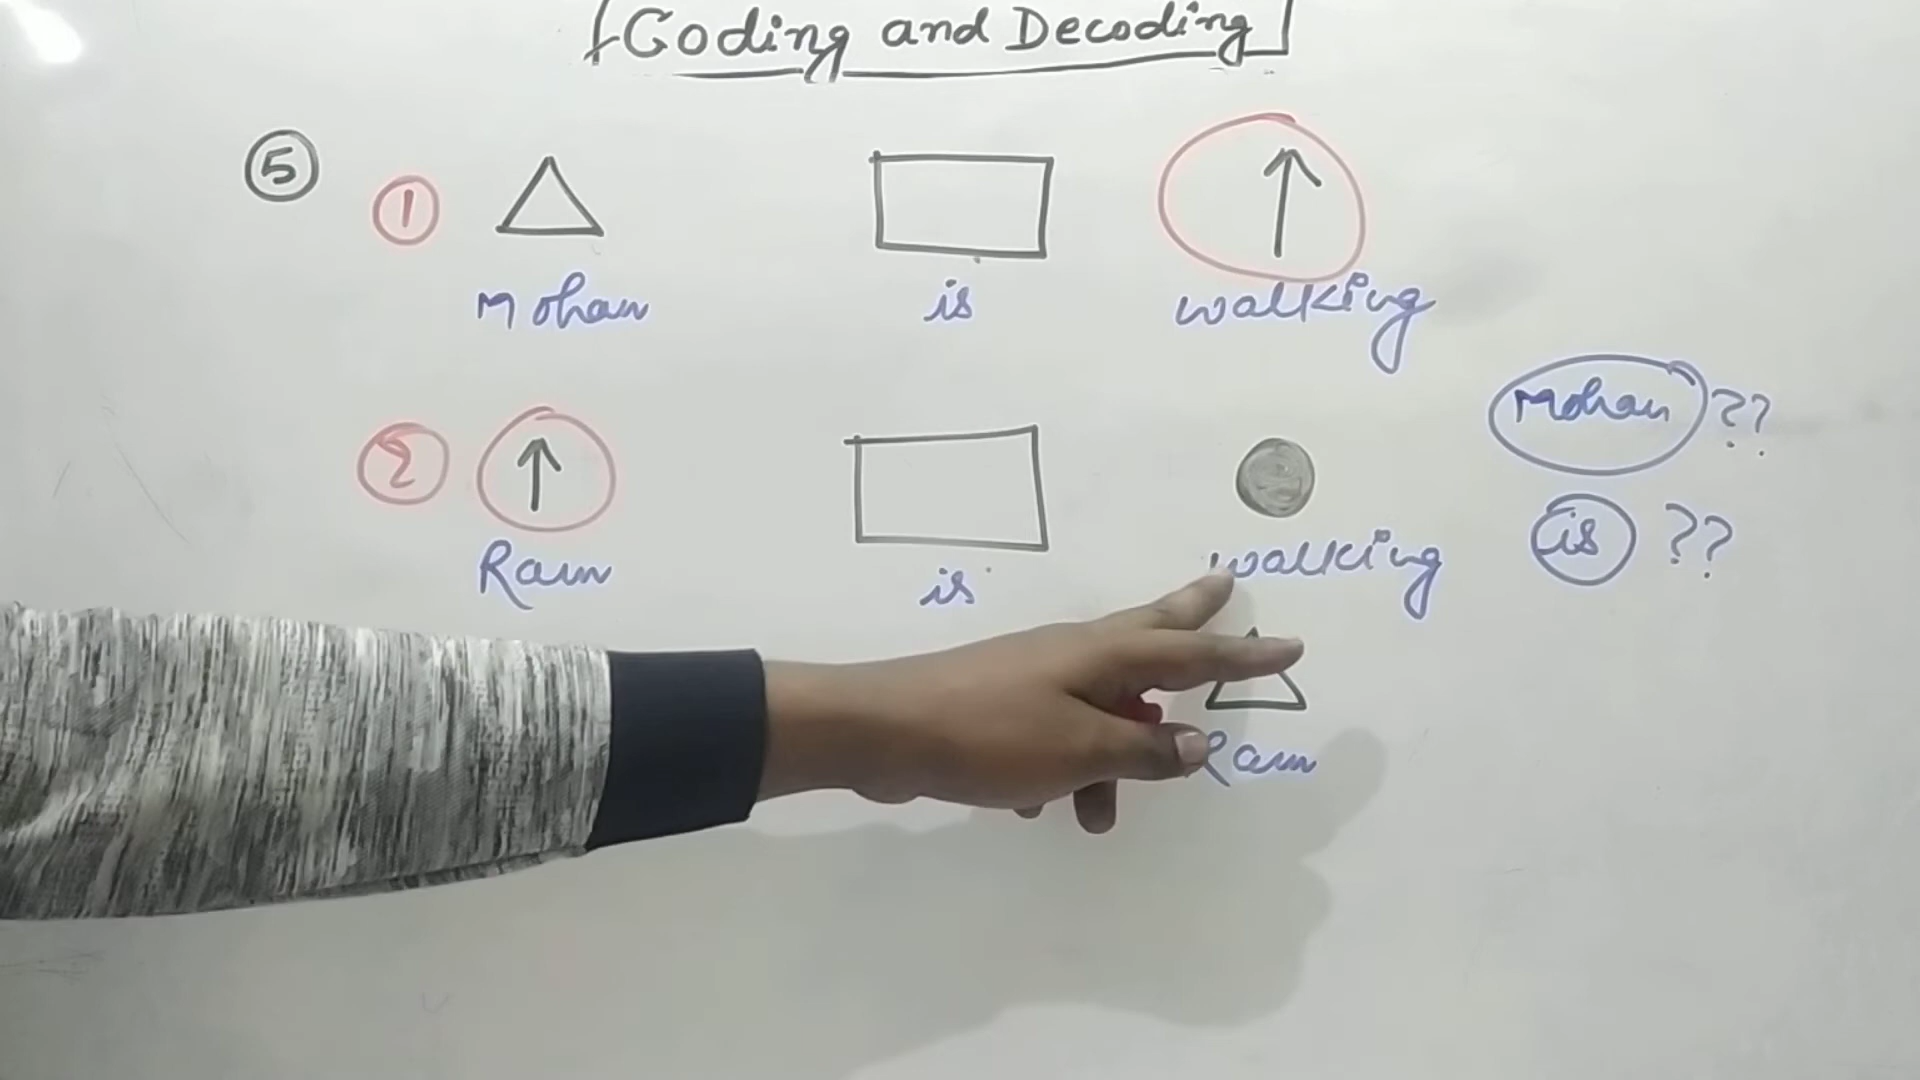 Coding and Decoding
5
1
Mohan is walking
2
Ram is walking
Mohan ??
is ??
Ram